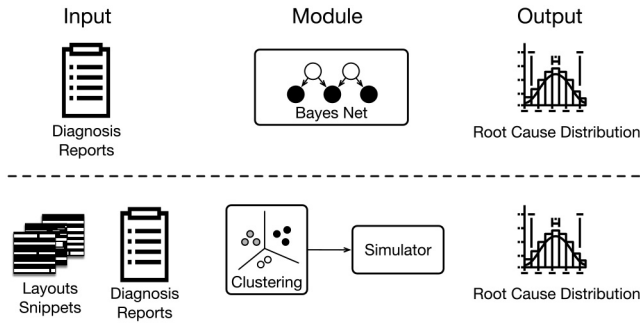 Input
Module
Output
Bayes Net
Diagnosis
Reports
Root Cause Distribution
Layouts
Snippets
Diagnosis
Reports
Clustering
Simulator
Root Cause Distribution